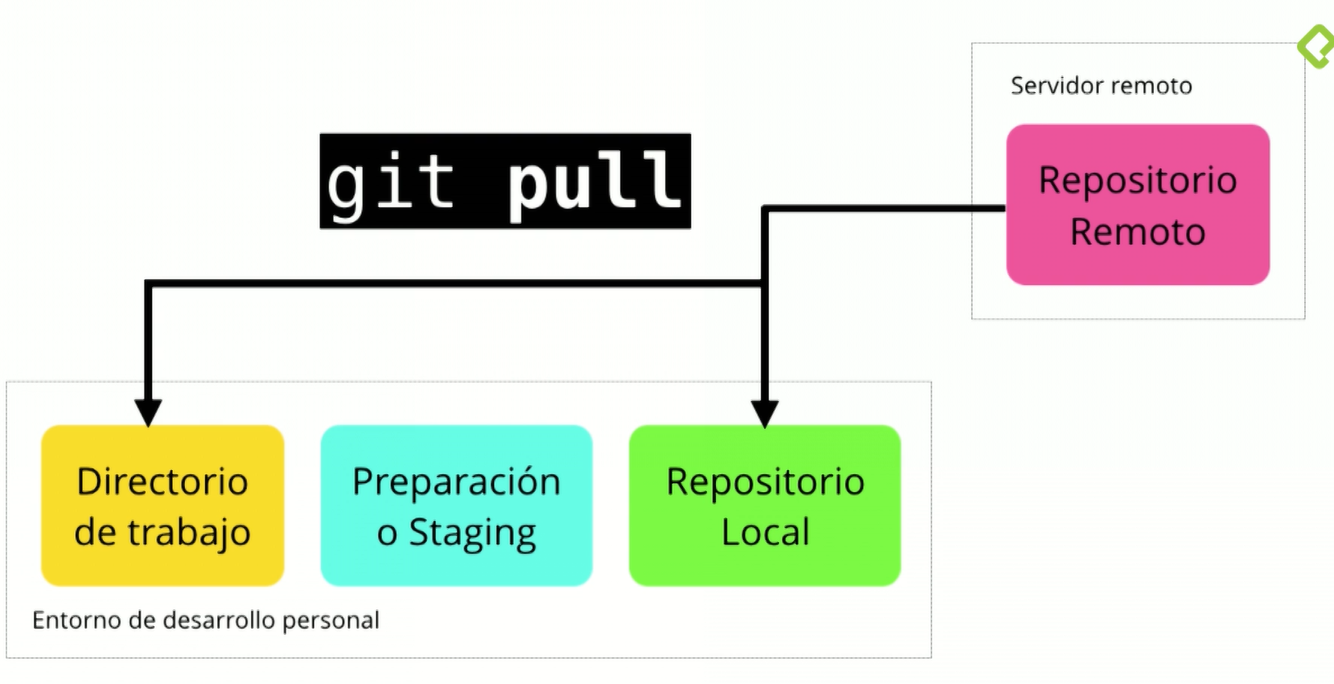 Servidor remoto
git pull
Repositorio
Remoto
Directorio
de trabajo
Preparación
o Staging
Repositorio
Local
Entorno de desarrollo personal